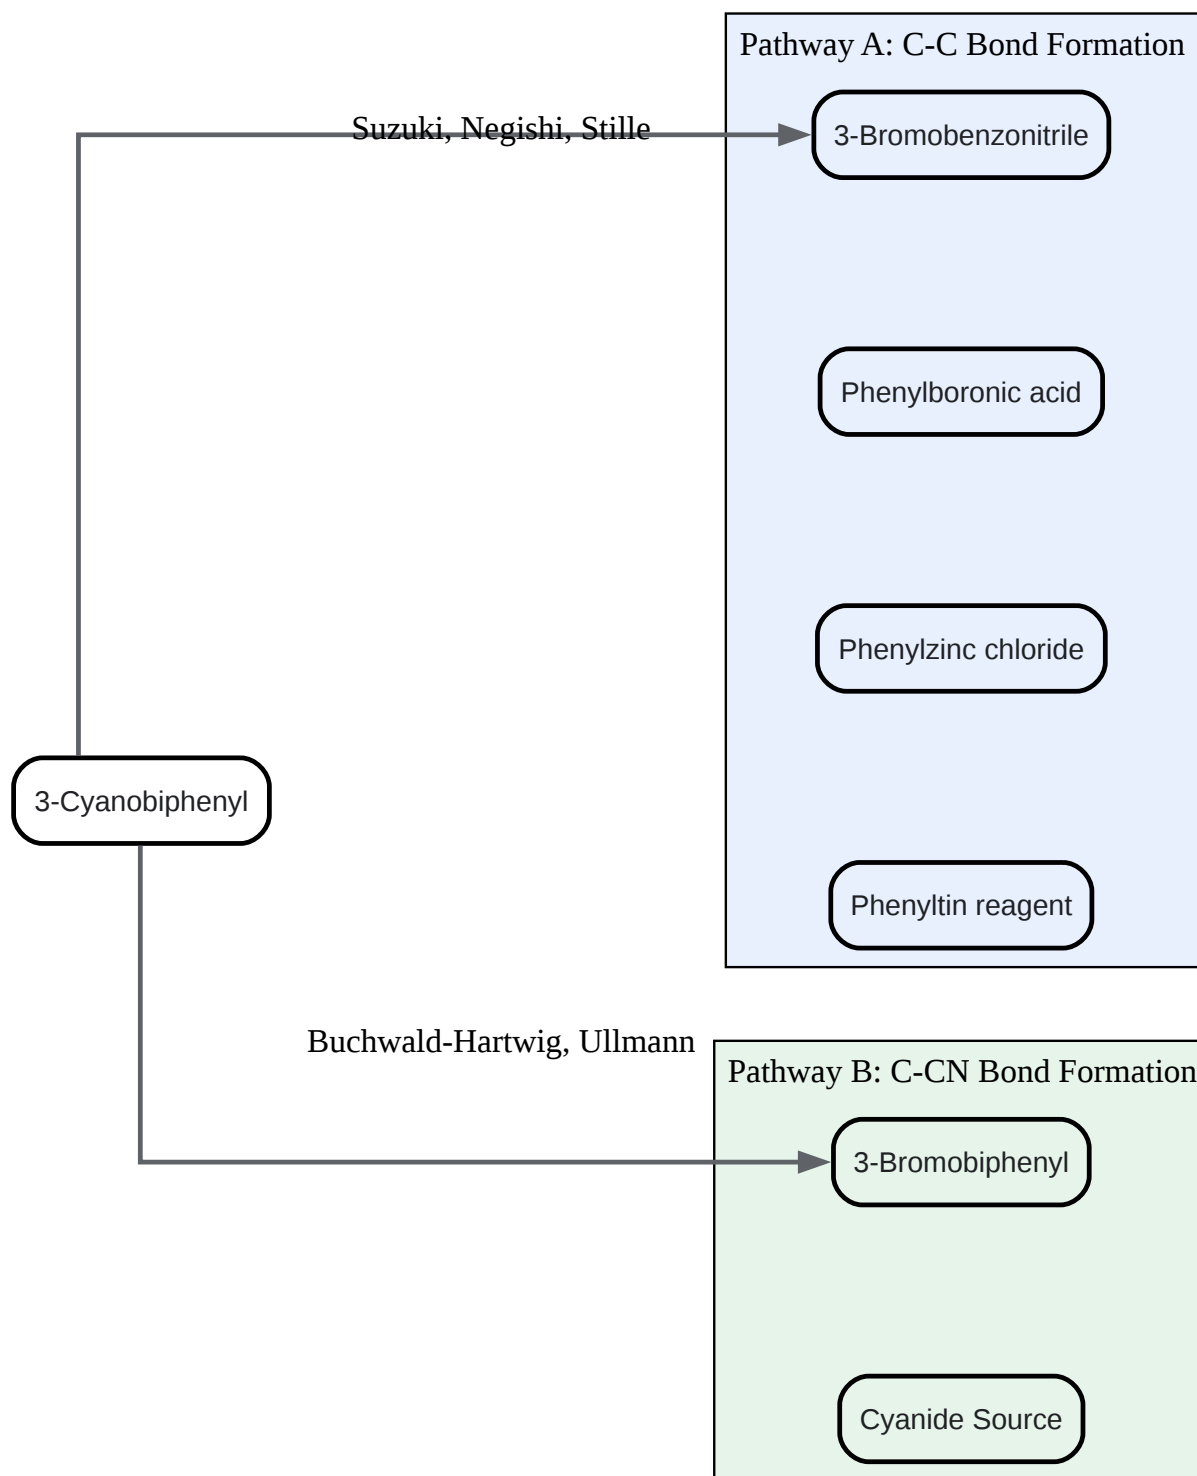 Pathway A: C-C Bond Formation
Suzuki, Negishi, Stille
3-Bromobenzonitrile
Phenylboronic acid
Phenylzinc chloride
3-Cyanobiphenyl
Phenyltin reagent
Buchwald-Hartwig, Ullmann
Pathway B: C-CN Bond Formation
3-Bromobiphenyl
Cyanide Source